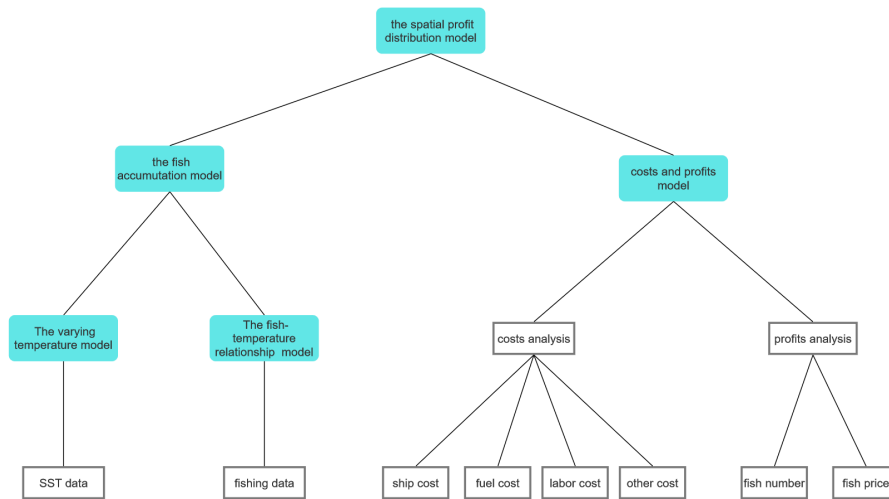 the spatial profit
distribution model
the fish
accumutation model
costs and profits
model
The varying
temperature model
The fish-
temperature
relationship model
costs analysis
profits analysis
SST data
fishing data
ship cost
fuel cost
labor cost
other cost
fish number
fish price